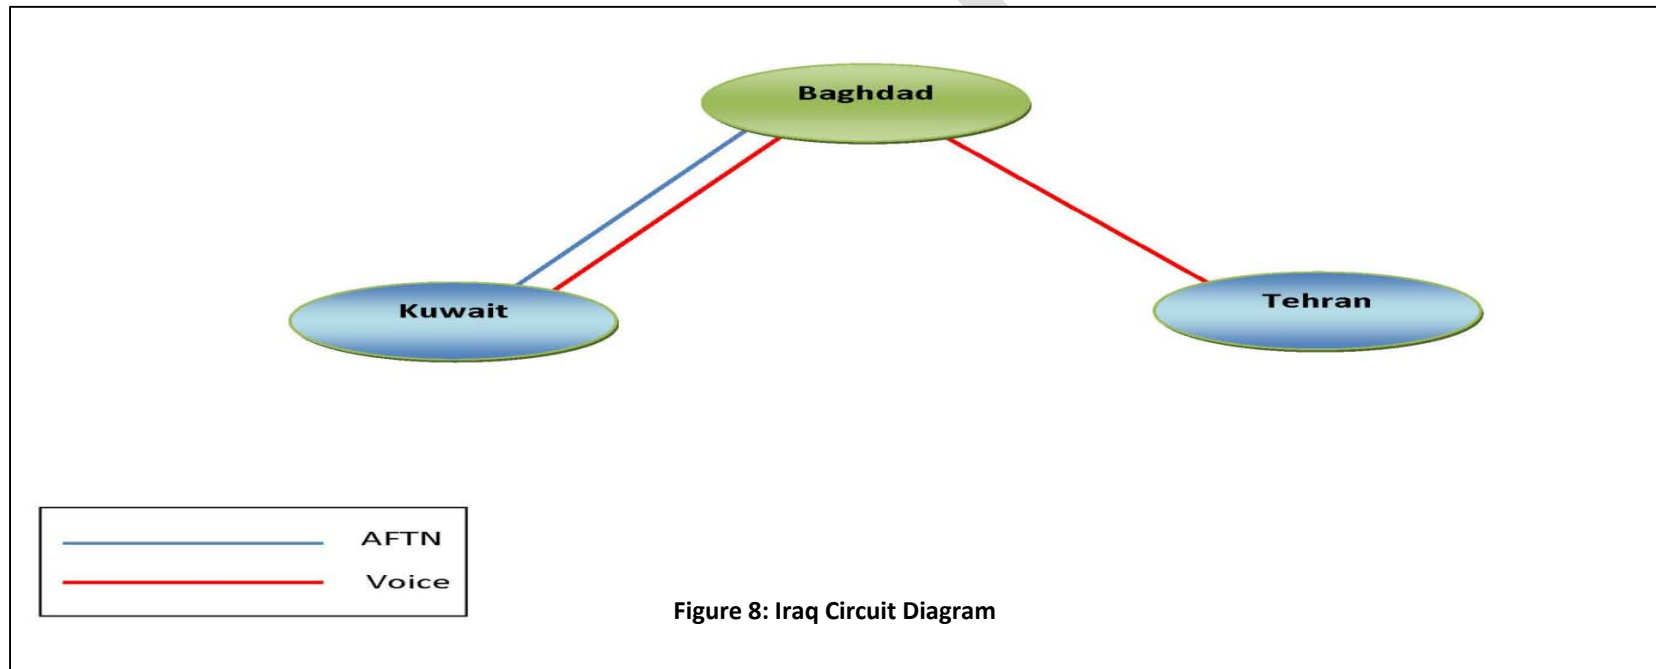 Baghdad
Kuwait
Tehran
AFTN
Voice
Figure 8: Iraq Circuit Diagram